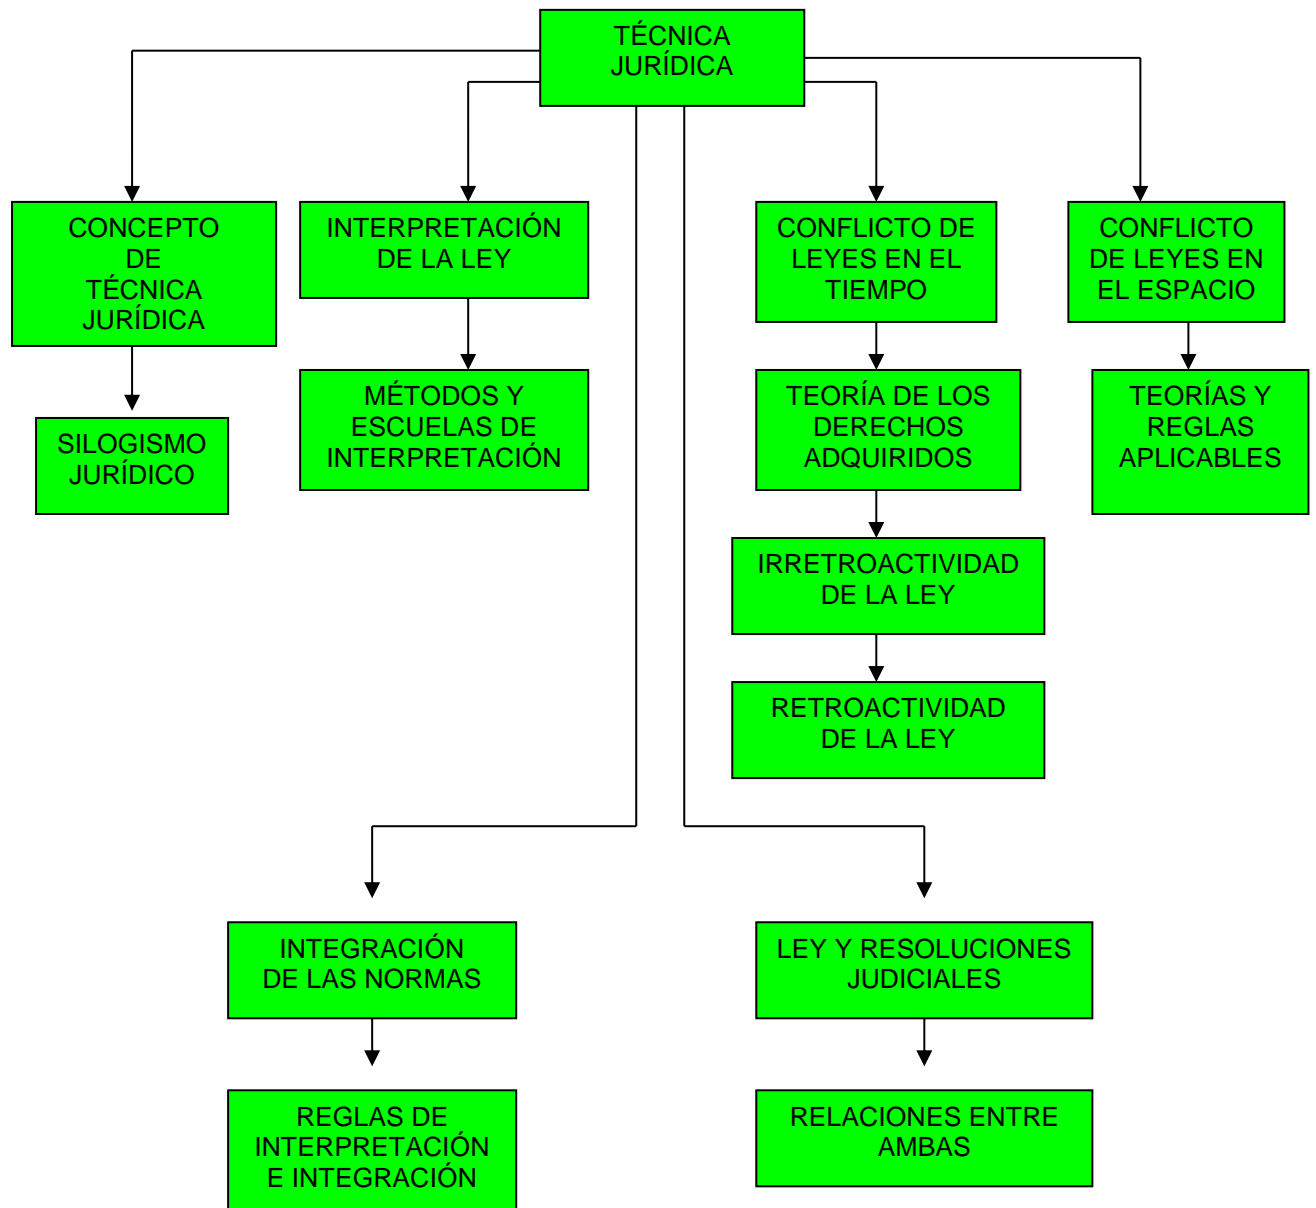 TÉCNICA
JURÍDICA
CONCEPTO
DE
TÉCNICA
JURÍDICA
SILOGISMO
JURÍDICO
INTERPRETACIÓN
DE LA LEY
MÉTODOS Y
ESCUELAS DE
INTERPRETACIÓN
CONFLICTO DE
LEYES EN EL
TIEMPO
TEORÍA DE LOS
DERECHOS
ADQUIRIDOS
IRRETROACTIVIDAD
DE LA LEY
RETROACTIVIDAD
DE LA LEY
CONFLICTO
DE LEYES EN
EL ESPACIO
TEORÍAS Y
REGLAS
APLICABLES
INTEGRACIÓN
DE LAS NORMAS
REGLAS DE
INTERPRETACIÓN
E INTEGRACIÓN
LEY Y RESOLUCIONES
JUDICIALES
RELACIONES ENTRE
AMBAS